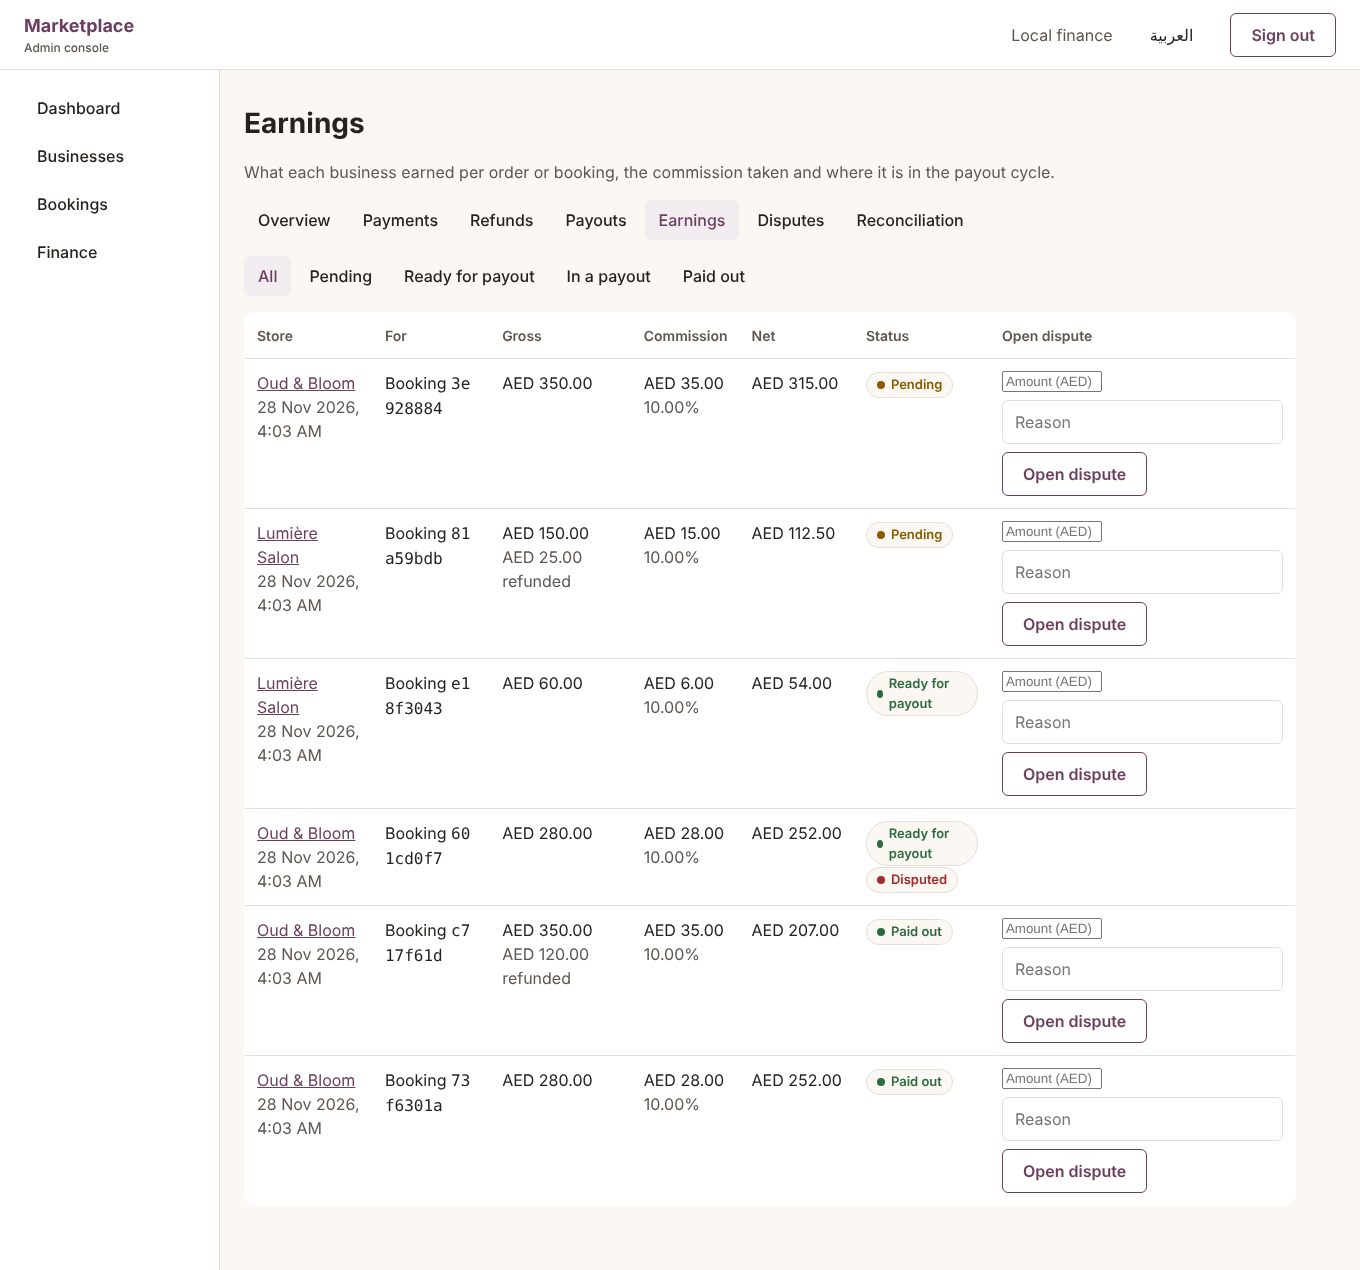 Marketplace
Admin console
Local finance
العربية
Sign out
Dashboard
Businesses
Bookings
Finance
Earnings
What each business earned per order or booking, the commission taken and where it is in the payout cycle.
Overview Payments Refunds Payouts Earnings Disputes Reconciliation
All Pending Ready for payout In a payout Paid out
Store For Gross Commission Net Status Open dispute
Oud & Bloom
28 Nov 2026,
4:03 AM
Booking 3e
928884
AED 350.00
AED 35.00
10.00%
AED 315.00
Pending
Amount (AED)
Reason
Open dispute
Lumière
Salon
28 Nov 2026,
4:03 AM
Booking 81
a59bdb
AED 150.00
AED 25.00
refunded
AED 15.00
10.00%
AED 112.50
Pending
Amount (AED)
Reason
Open dispute
Lumière
Salon
28 Nov 2026,
4:03 AM
Booking e1
8f3043
AED 60.00
AED 6.00
10.00%
AED 54.00
Ready for
payout
Amount (AED)
Reason
Open dispute
Oud & Bloom
28 Nov 2026,
4:03 AM
Booking 60
1cd0f7
AED 280.00
AED 28.00
10.00%
AED 252.00
Ready for
payout
Disputed
Oud & Bloom
28 Nov 2026,
4:03 AM
Booking c7
17f61d
AED 350.00
AED 120.00
refunded
AED 35.00
10.00%
AED 207.00
Paid out
Amount (AED)
Reason
Open dispute
Oud & Bloom
28 Nov 2026,
4:03 AM
Booking 73
f6301a
AED 280.00
AED 28.00
10.00%
AED 252.00
Paid out
Amount (AED)
Reason
Open dispute